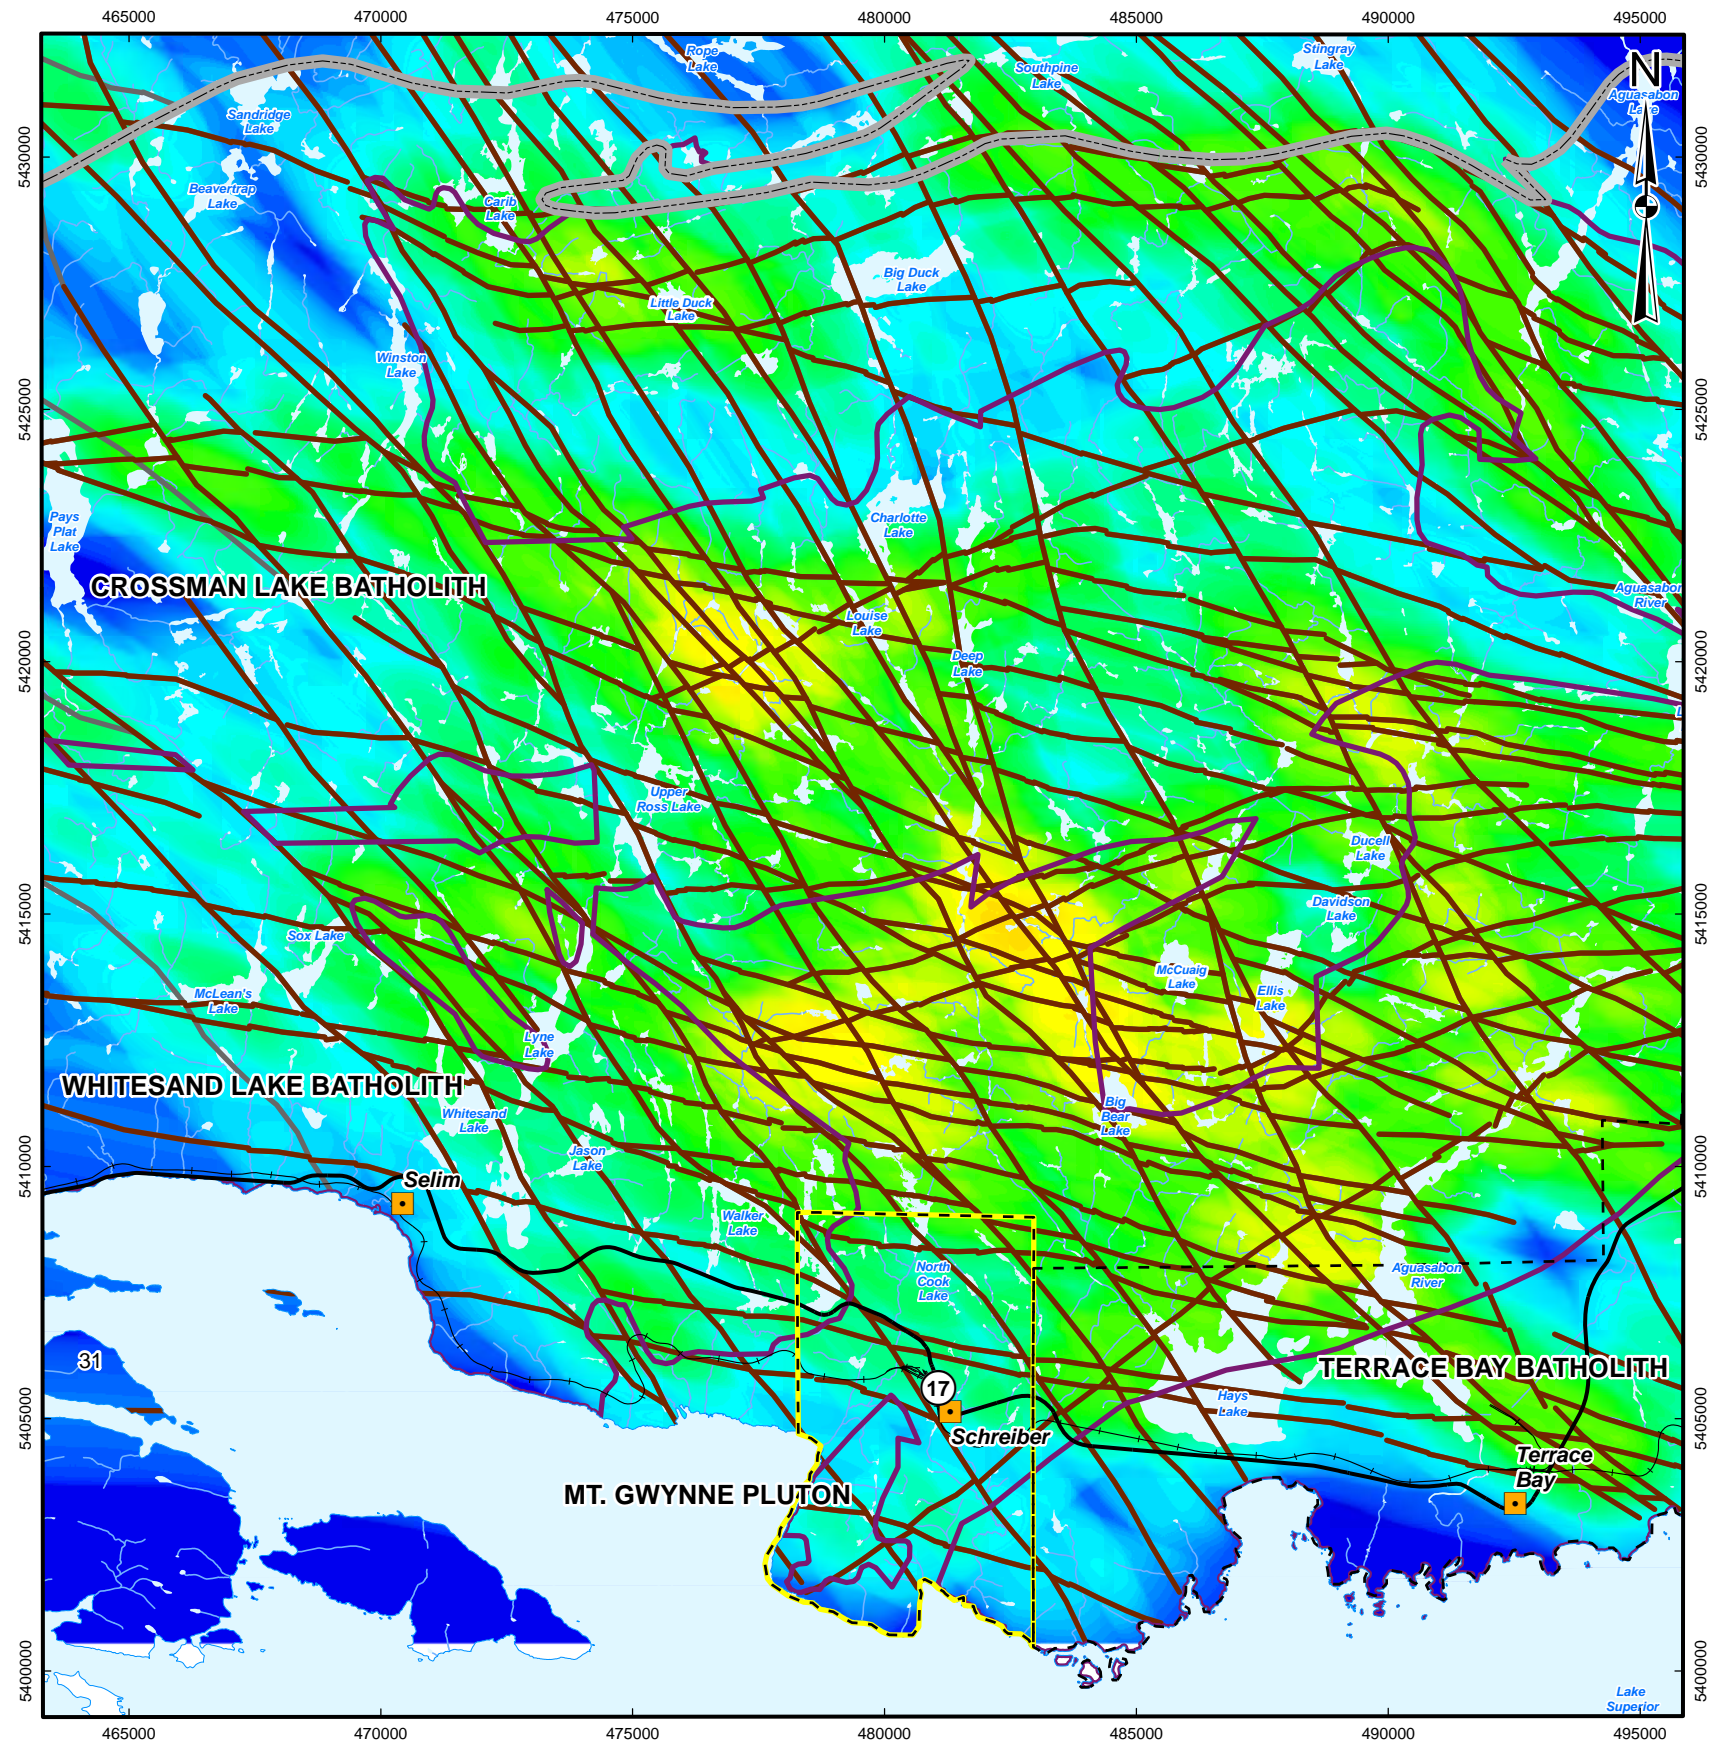 465000
470000
475000
480000
485000
490000
495000
Rope
Lake
Southpine
Lake
Stingray
Lake
N
Aguasabon
Lake
Sandridge
Lake
5430000
5430000
Beavertrap
Lake
Carib
Lake
Big Duck
Lake
Little Duck
Lake
Winston
Lake
5425000
5425000
Pays
Plat
Lake
Charlotte
Lake
CROSSMAN LAKE BATHOLITH
Aguasabon
River
Louise
Lake
Deep
Lake
5420000
5420000
Upper
Ross Lake
Ducell
Lake
Davidson
Lake
5415000
5415000
Sox Lake
McCuaig
Lake
Ellis
Lake
McLean's
Lake
Lyne
Lake
WHITESAND LAKE BATHOLITH
Whitesand
Lake
Big
Bear
Lake
Jason
Lake
5410000
5410000
Selim
Walker
Lake
North
Cook
Lake
Aguasabon
River
31
TERRACE BAY BATHOLITH
17
Hays
Lake
5405000
5405000
Schreiber
Terrace
Bay
MT. GWYNNE PLUTON
5400000
5400000
Lake
Superior
465000
470000
475000
480000
485000
490000
495000